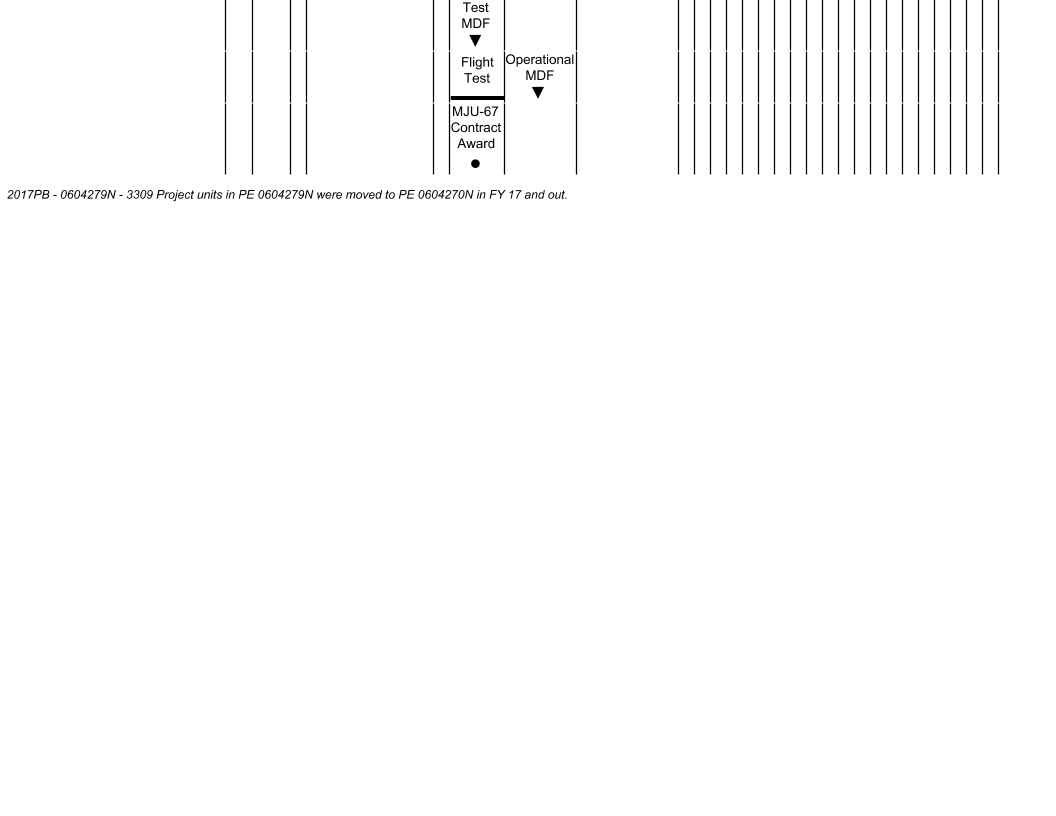 Test
MDF
▼
Flight
Test
Operational
MDF
▼
MJU-67
Contract
Award
●
2017PB - 0604279N - 3309 Project units in PE 0604279N were moved to PE 0604270N in FY 17 and out.